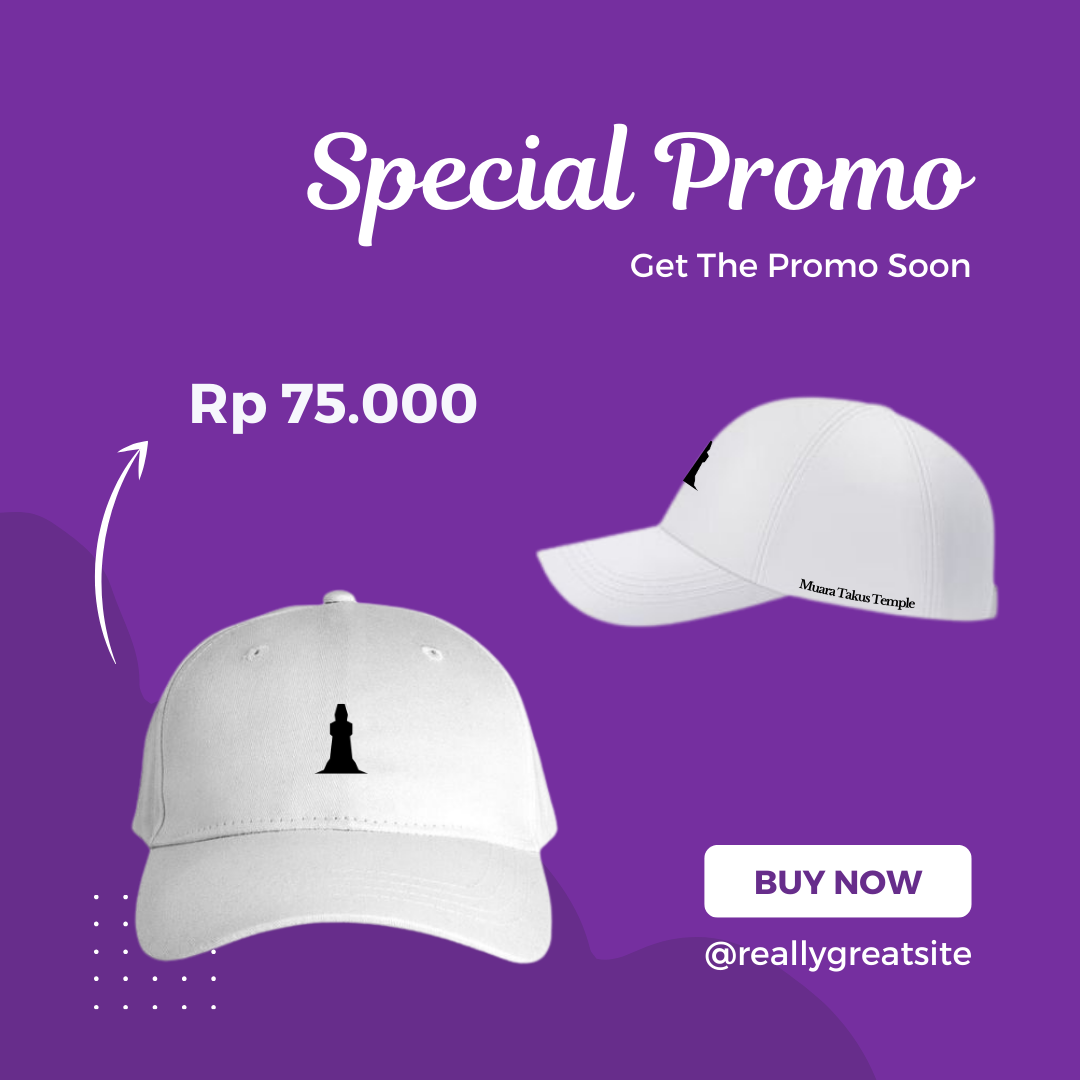 Special Promo
Get The Promo Soon
Rp 75.000
Muara Takus Temple
BUY NOW
@reallygreatsite